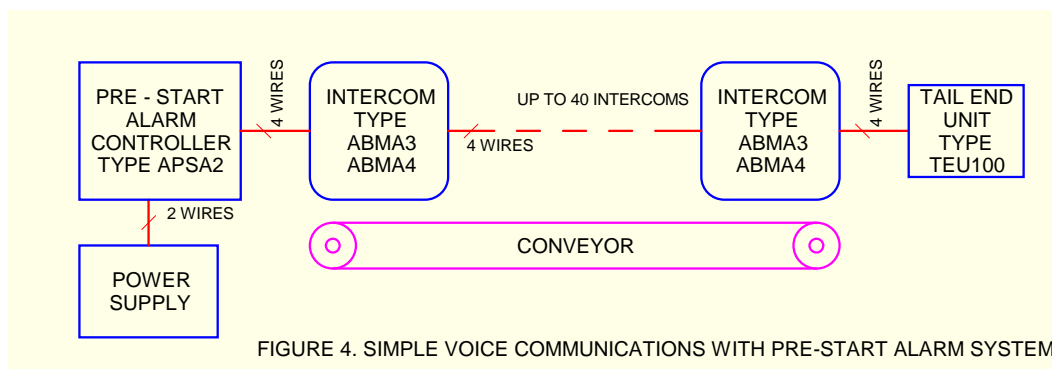 PRE - START
ALARM
CONTROLLER
TYPE APSA2
4 WIRES
INTERCOM
TYPE
ABMA3
ABMA4
4 WIRES
UP TO 40 INTERCOMS
INTERCOM
TYPE
ABMA3
ABMA4
4 WIRES
TAIL END
UNIT
TYPE
TEU100
2 WIRES
POWER
SUPPLY
CONVEYOR
FIGURE 4. SIMPLE VOICE COMMUNICATIONS WITH PRE-START ALARM SYSTEM